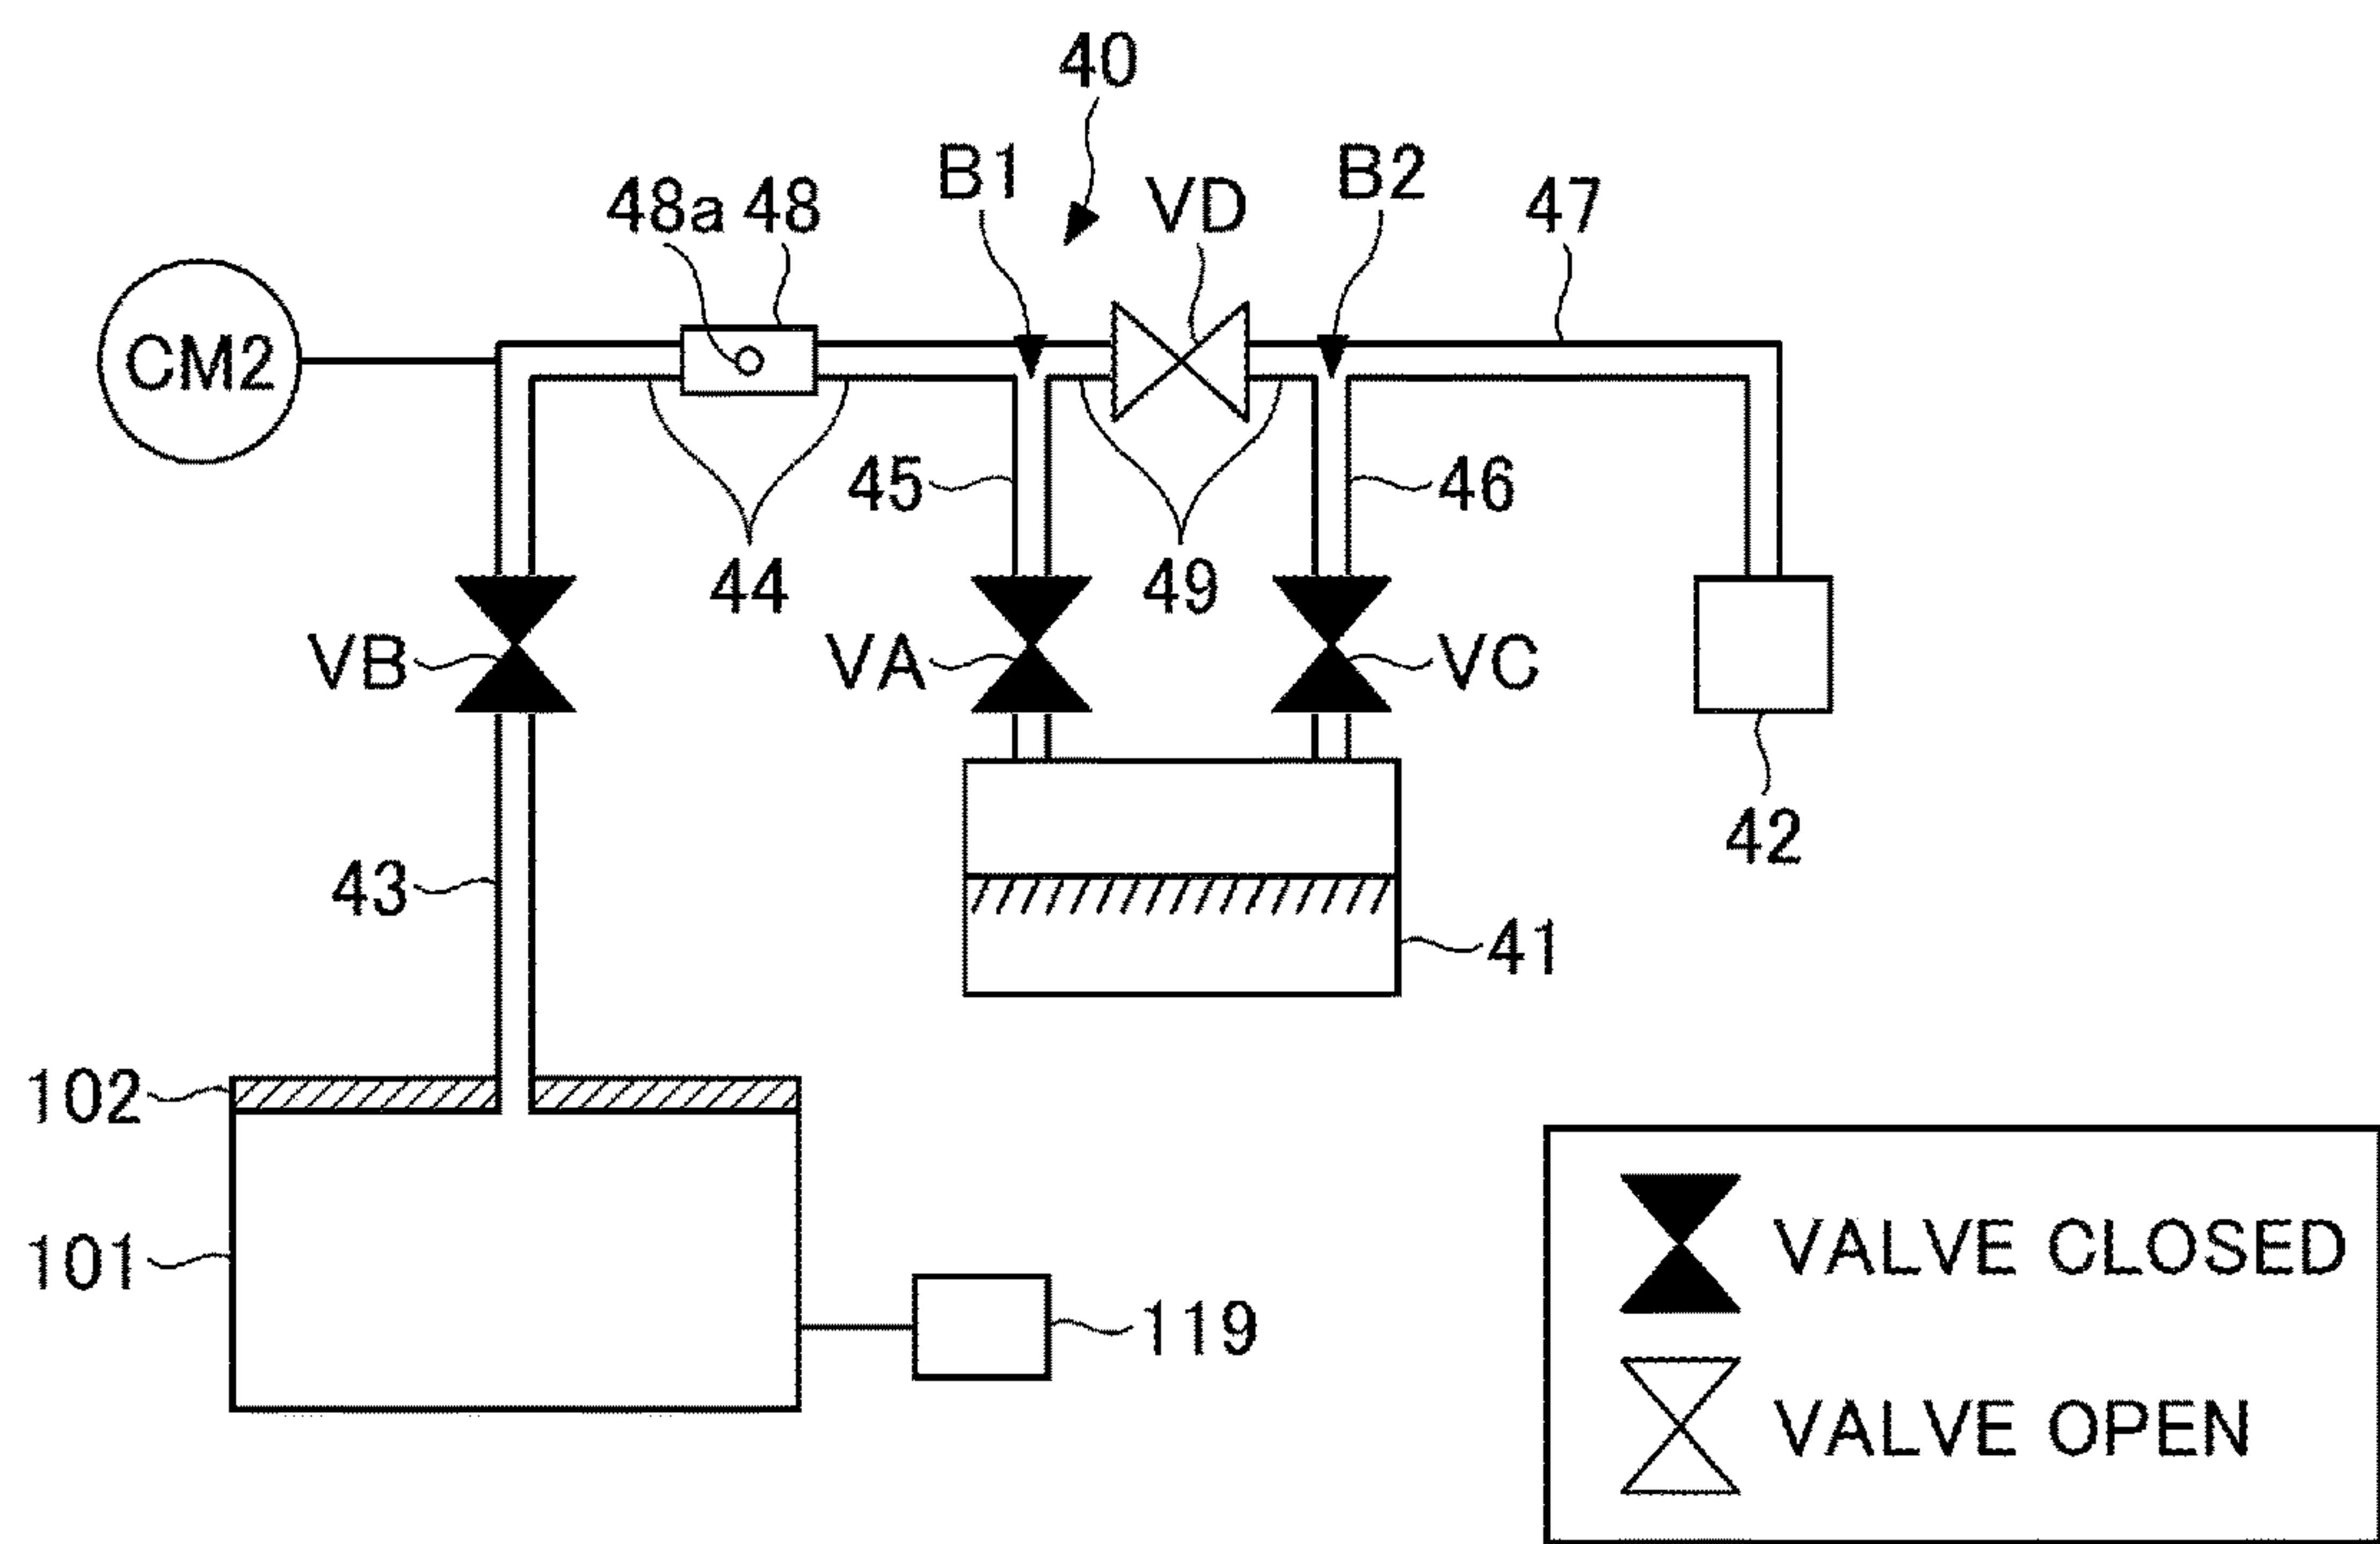 40
B1
B2
48a 48
VD
47
CM2
45
46
44
49
VB
VA
VC
42
43
41
102
101
119
VALVE CLOSED
VALVE OPEN